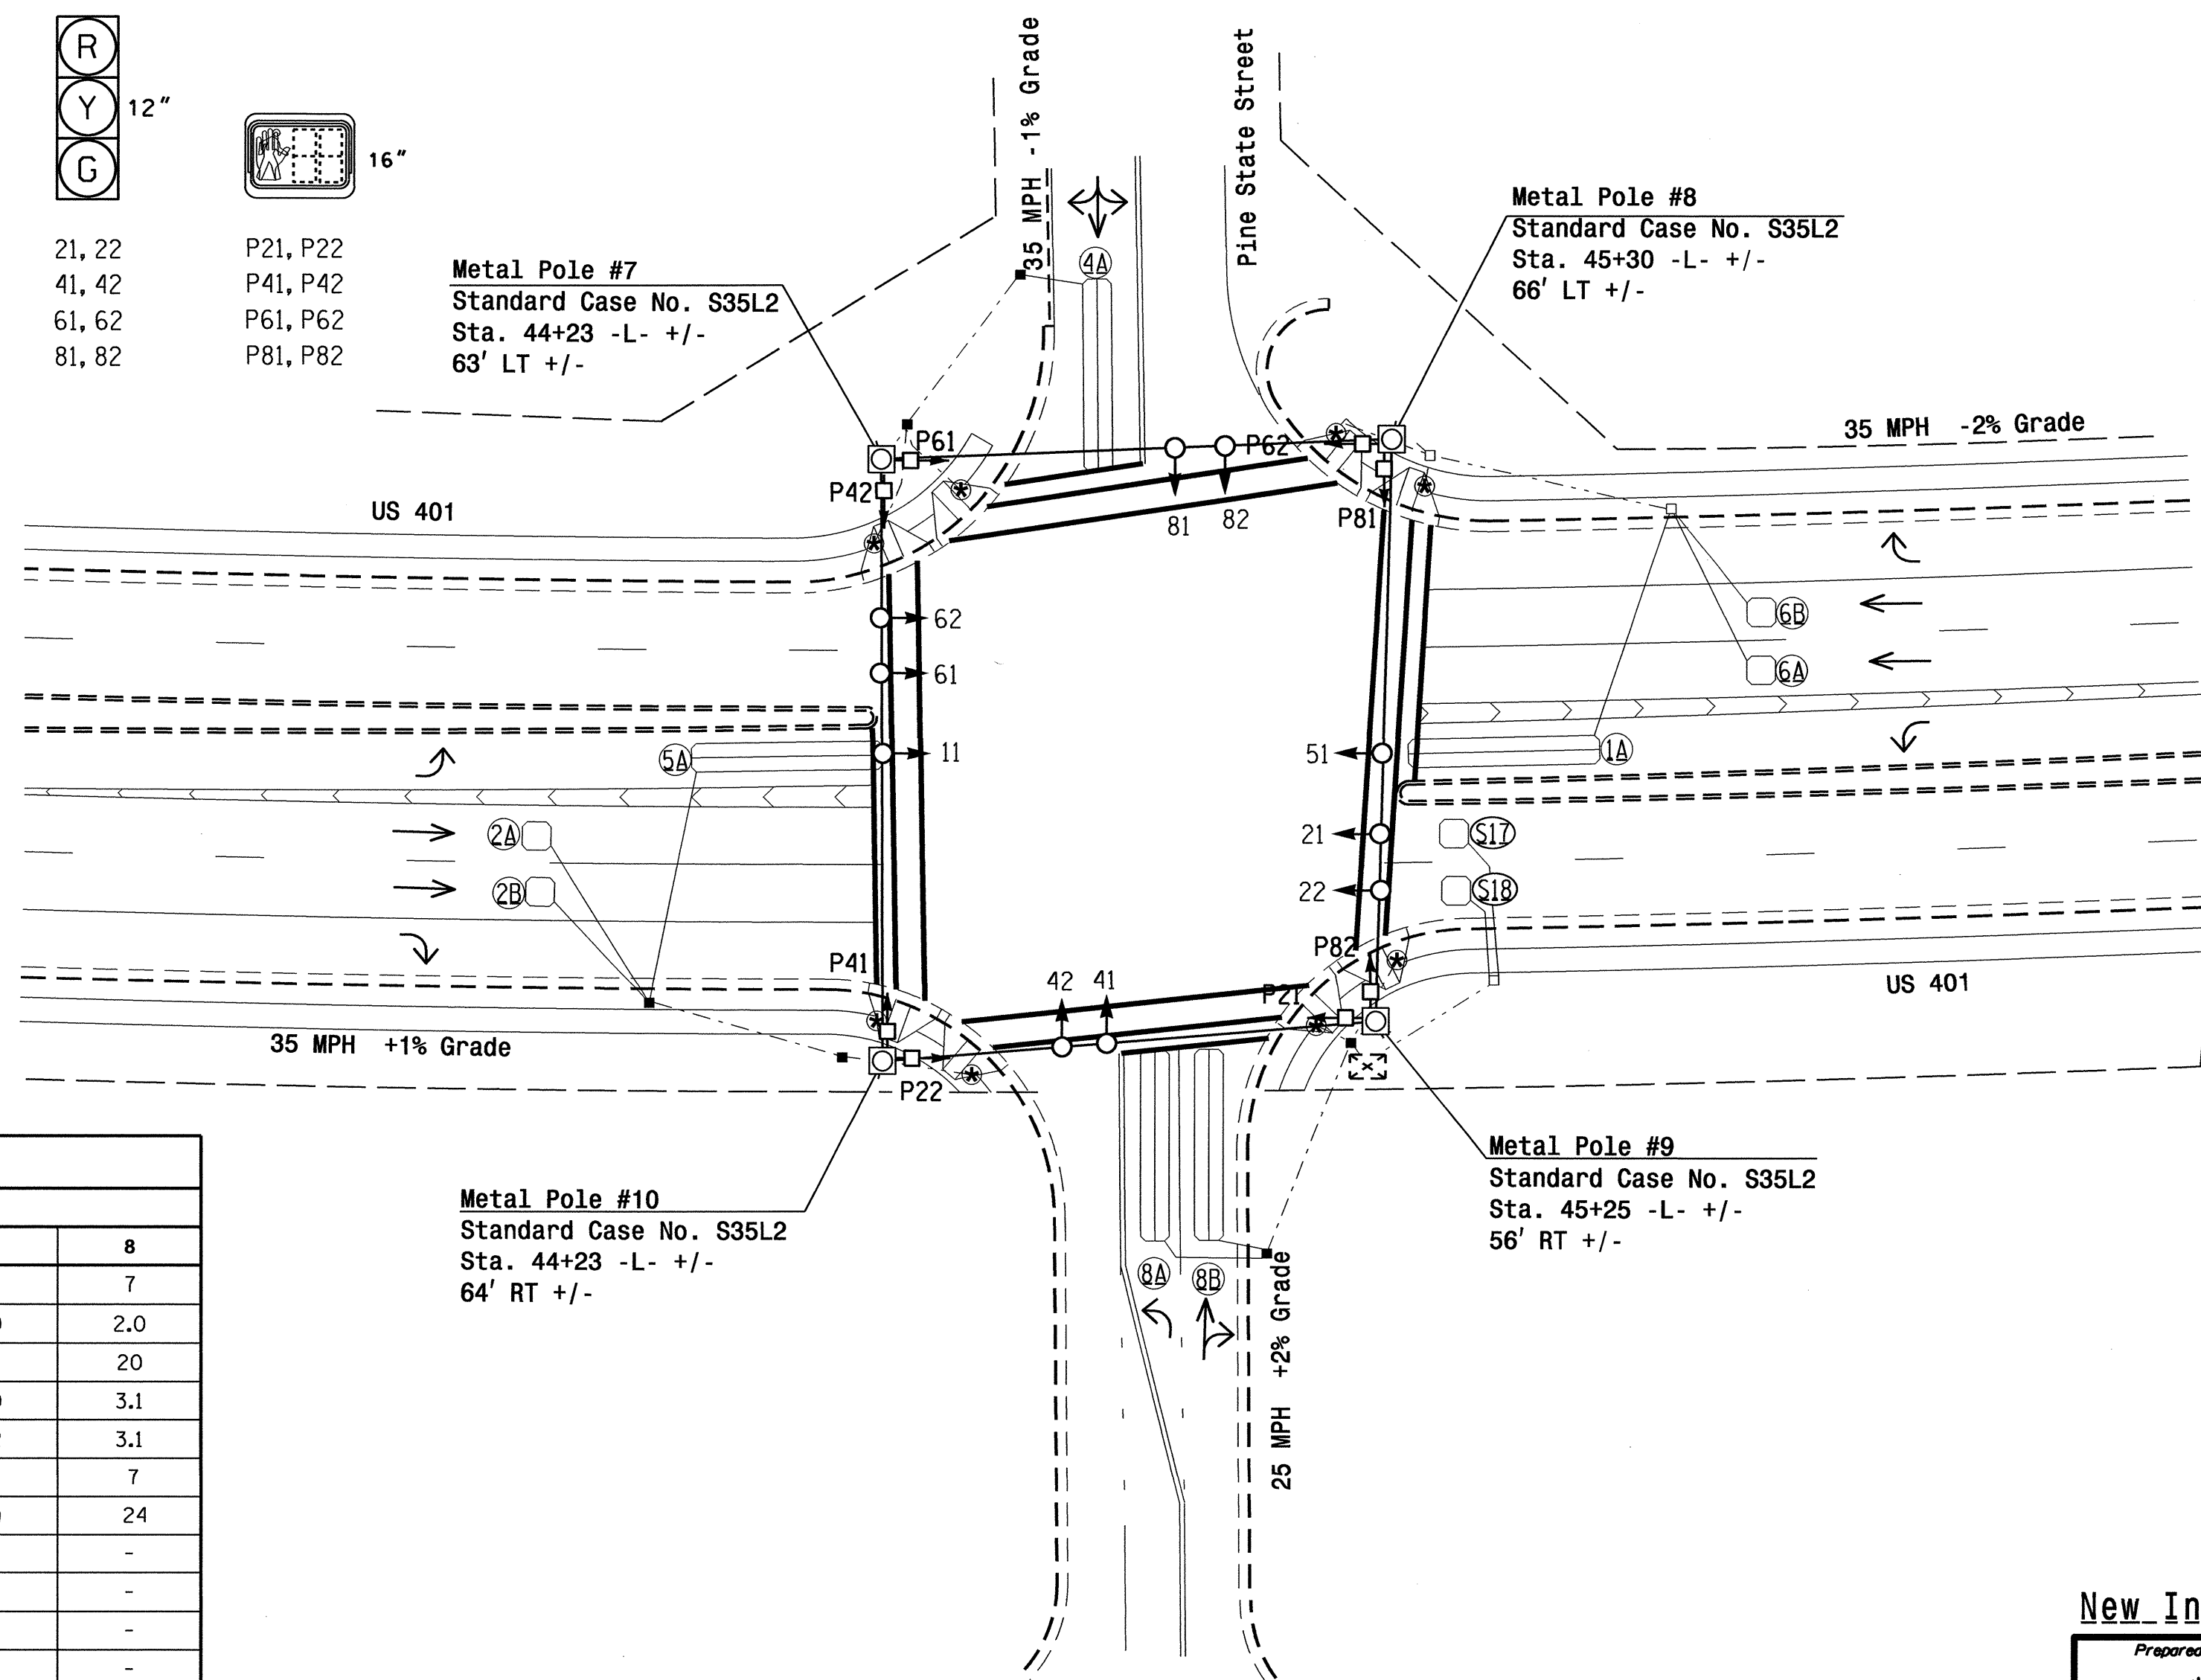 R
Y
G
12"
16"
21, 22
41, 42
61, 62
81, 82
P21, P22
P41, P42
P61, P62
P81, P82
Metal Pole #7
Standard Case No. S35L2
Sta. 44+23 -L- +/-
63' LT +/-
35 MPH -1% Grade
Pine State Street
Metal Pole #8
Standard Case No. S35L2
Sta. 45+30 -L- +/-
66' LT +/-
4A
35 MPH -2% Grade
US 401
P61
P62
P42
P81
81
82
62
61
11
51
21
22
6B
6A
1A
5A
2A
2B
S17
S18
P41
P82
42
41
P21
P22
US 401
35 MPH +1% Grade
x
Metal Pole #10
Standard Case No. S35L2
Sta. 44+23 -L- +/-
64' RT +/-
Metal Pole #9
Standard Case No. S35L2
Sta. 45+25 -L- +/-
56' RT +/-
8A
8B
25 MPH +2% Grade
8
7
2.0
20
3.1
3.1
7
24
-
-
-
-
New In
Prepared